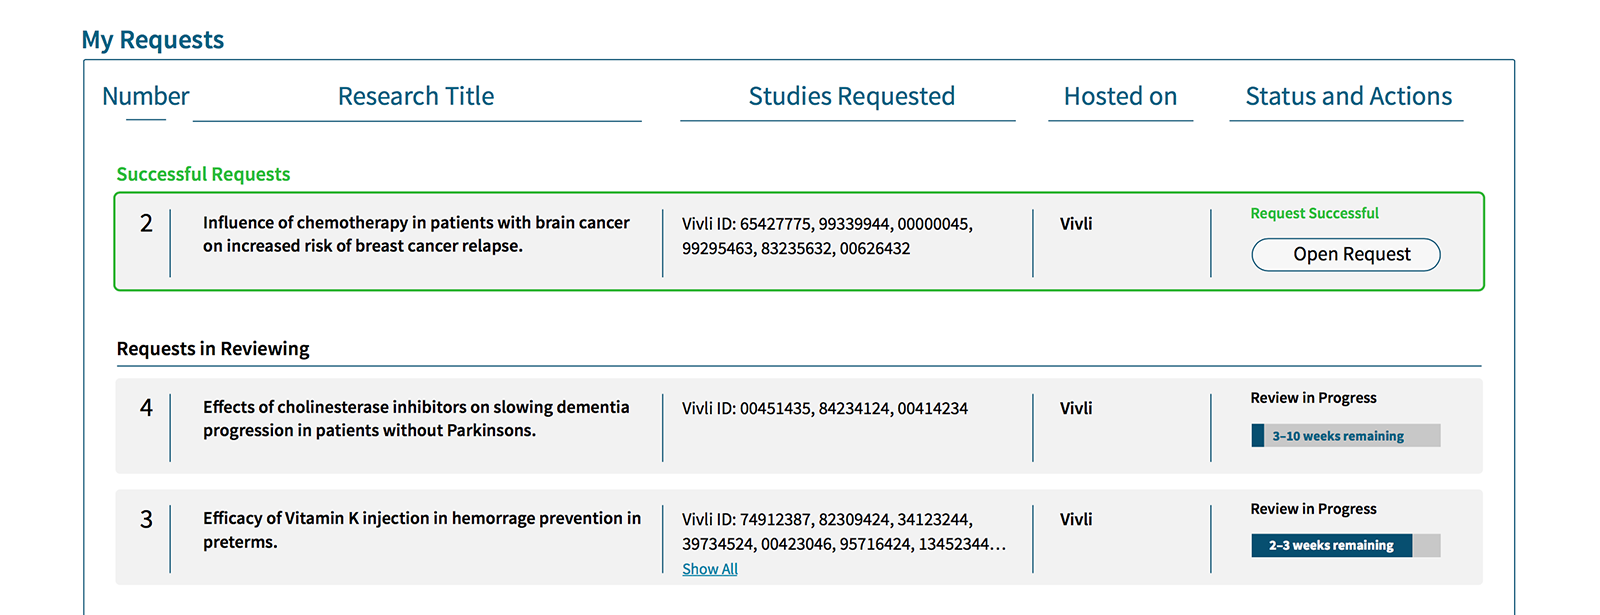 My Requests
Number Research Title Studies Requested Hosted on Status and Actions
Successful Requests
2
Influence of chemotherapy in patients with brain cancer
on increased risk of breast cancer relapse.
Vivli ID: 65427775, 99339944, 00000045,
99295463, 83235632, 00626432
Vivli
Request Successful
Open Request
Requests in Reviewing
4
Effects of cholinesterase inhibitors on slowing dementia
progression in patients without Parkinsons.
Vivli ID: 00451435, 84234124, 00414234
Vivli
Review in Progress
3–10 weeks remaining
3
Efficacy of Vitamin K injection in hemorrage prevention in
preterms.
Vivli ID: 74912387, 82309424, 34123244,
39734524, 00423046, 95716424, 13452344...
Show All
Vivli
Review in Progress
2–3 weeks remaining